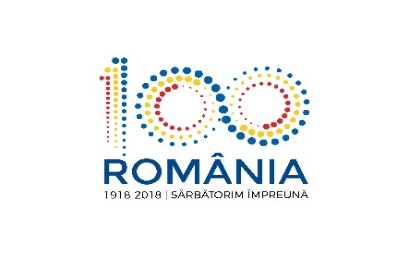 100
ROMÂNIA
1918 2018 | SĂRBĂTORIM ÎMPREUNĂ